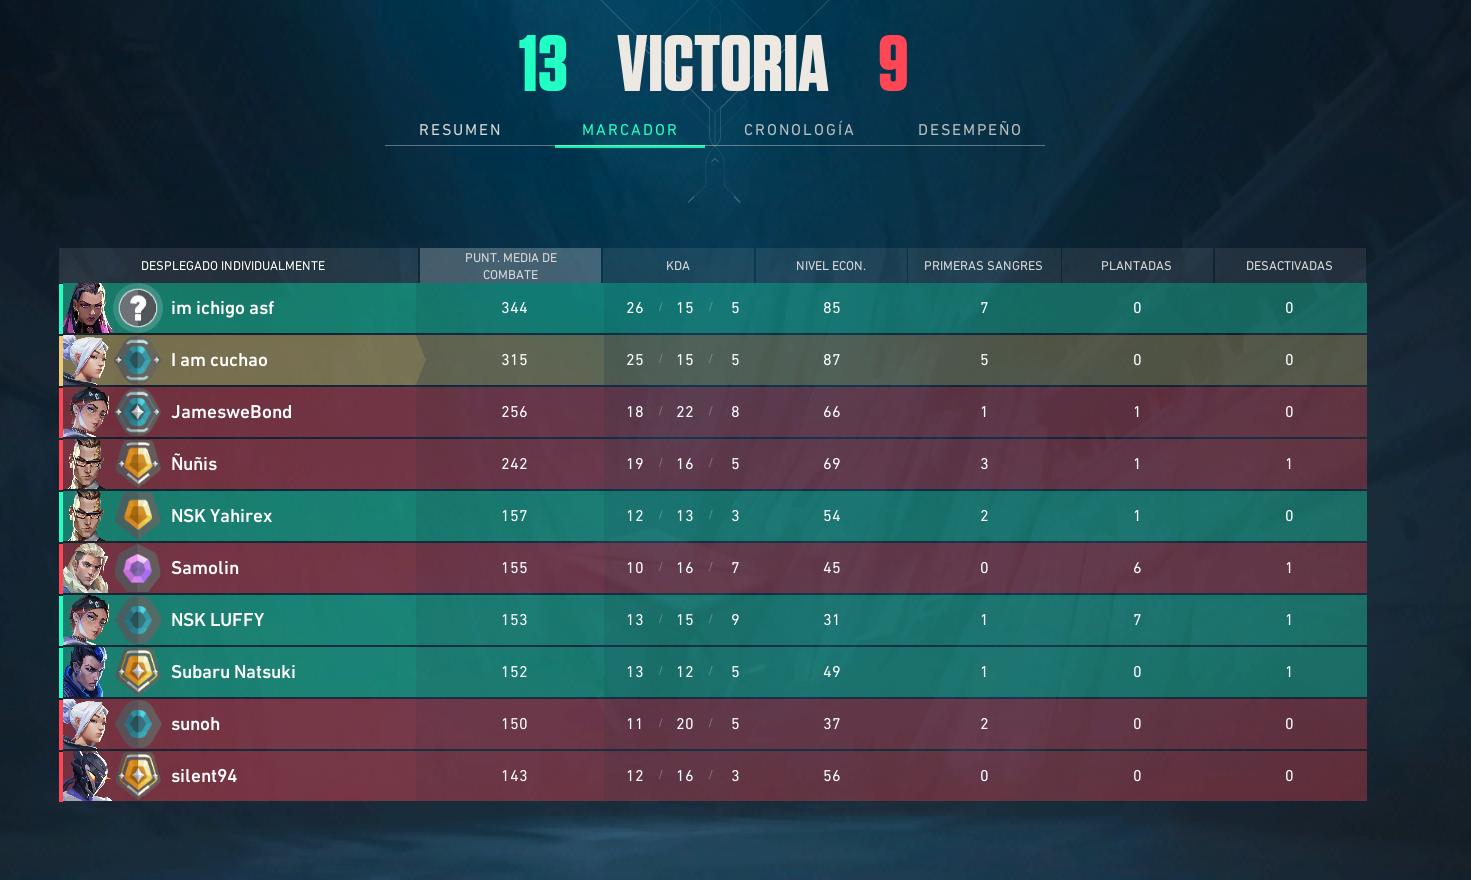 13 VICTORIA 9
RESUMEN MARCADOR CRONOLOGÍA DESEMPEÑO
DESPLEGADO INDIVIDUALMENTE PUNT. MEDIA DE COMBATE KDA NIVEL ECON. PRIMERAS SANGRES PLANTADAS DESACTIVADAS
? im ichigo asf 344 26 / 15 / 5 85 7 0 0
I am cuchao 315 25 / 15 / 5 87 5 0 0
JamesweBond 256 18 / 22 / 8 66 1 1 0
Ñuñis 242 19 / 16 / 5 69 3 1 1
NSK Yahirex 157 12 / 13 / 3 54 2 1 0
Samolin 155 10 / 16 / 7 45 0 6 1
NSK LUFFY 153 13 / 15 / 9 31 1 7 1
Subaru Natsuki 152 13 / 12 / 5 49 1 0 1
sunoh 150 11 / 20 / 5 37 2 0 0
silent94 143 12 / 16 / 3 56 0 0 0